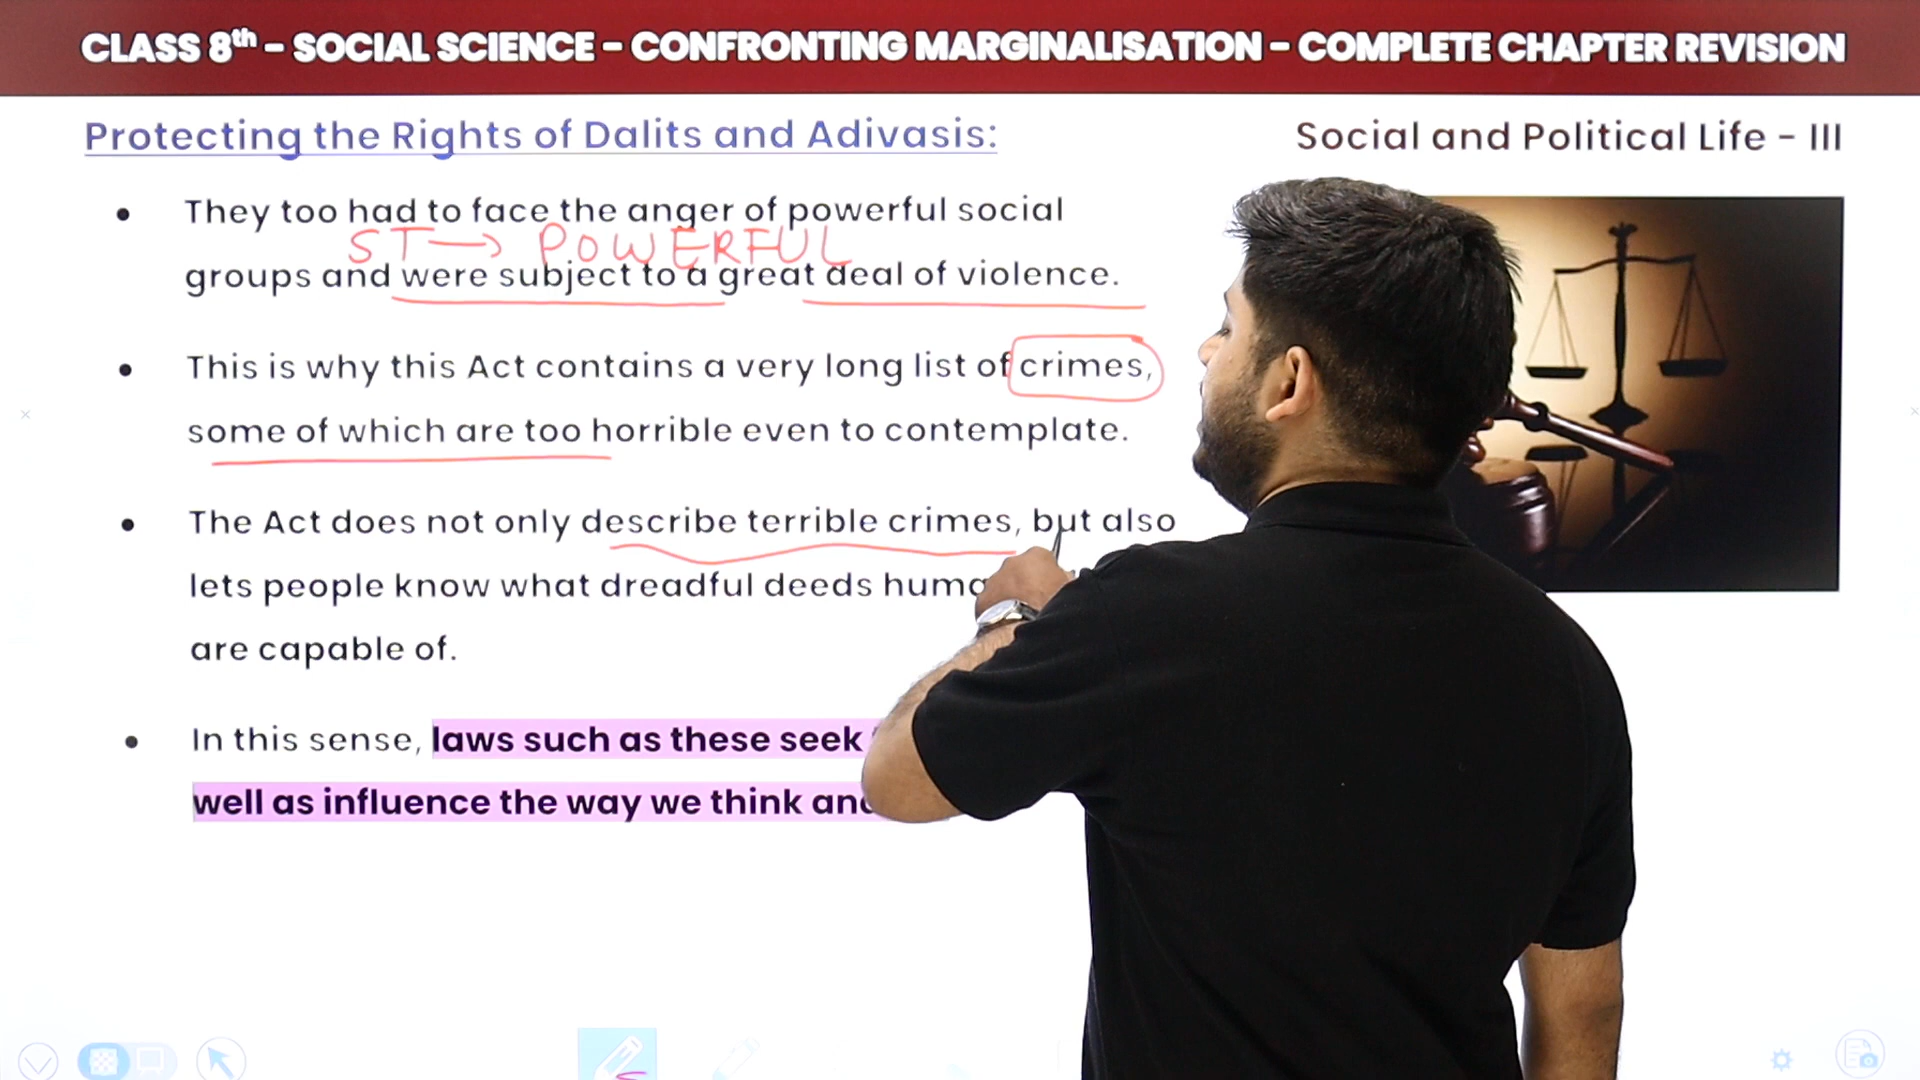 CLASS 8th – SOCIAL SCIENCE – CONFRONTING MARGINALISATION – COMPLETE CHAPTER REVISION
Protecting the Rights of Dalits and Adivasis:
Social and Political Life – III
• They too had to face the anger of powerful social
ST → POWERFUL
groups and were subject to a great deal of violence.
• This is why this Act contains a very long list of crimes,
some of which are too horrible even to contemplate.
• The Act does not only describe terrible crimes, but also
lets people know what dreadful deeds
are capable of.
• In this sense, laws such as these seek
well as influence the way we think